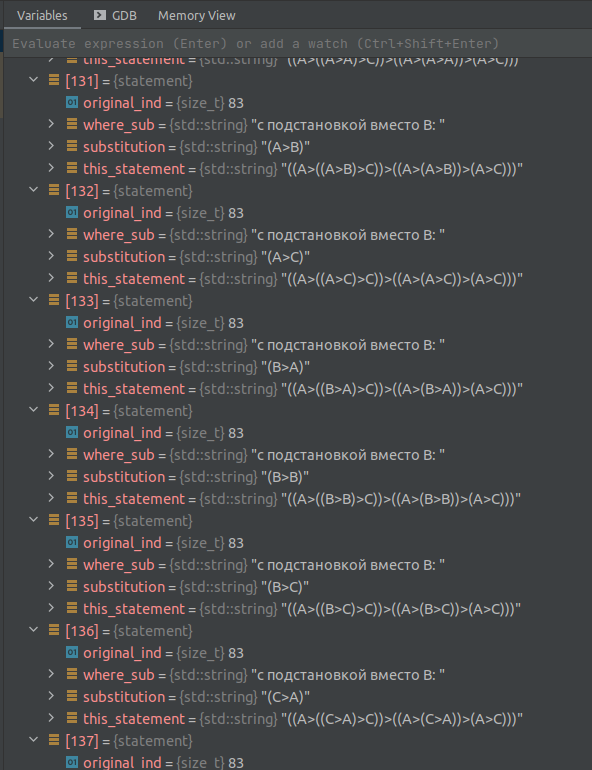 Variables GDB Memory View
Evaluate expression (Enter) or add a watch (Ctrl+Shift+Enter)
this_statement = {std::string} "((A>((A>A)>C))>((A>(A>A))>(A>C)))"
[131] = {statement}
original_ind = {size_t} 83
where_sub = {std::string} "с подстановкой вместо B: "
substitution = {std::string} "(A>B)"
this_statement = {std::string} "((A>((A>B)>C))>((A>(A>B))>(A>C)))"
[132] = {statement}
original_ind = {size_t} 83
where_sub = {std::string} "с подстановкой вместо B: "
substitution = {std::string} "(A>C)"
this_statement = {std::string} "((A>((A>C)>C))>((A>(A>C))>(A>C)))"
[133] = {statement}
original_ind = {size_t} 83
where_sub = {std::string} "с подстановкой вместо B: "
substitution = {std::string} "(B>A)"
this_statement = {std::string} "((A>((B>A)>C))>((A>(B>A))>(A>C)))"
[134] = {statement}
original_ind = {size_t} 83
where_sub = {std::string} "с подстановкой вместо B: "
substitution = {std::string} "(B>B)"
this_statement = {std::string} "((A>((B>B)>C))>((A>(B>B))>(A>C)))"
[135] = {statement}
original_ind = {size_t} 83
where_sub = {std::string} "с подстановкой вместо B: "
substitution = {std::string} "(B>C)"
this_statement = {std::string} "((A>((B>C)>C))>((A>(B>C))>(A>C)))"
[136] = {statement}
original_ind = {size_t} 83
where_sub = {std::string} "с подстановкой вместо B: "
substitution = {std::string} "(C>A)"
this_statement = {std::string} "((A>((C>A)>C))>((A>(C>A))>(A>C)))"
[137] = {statement}
original_ind = {size_t} 83